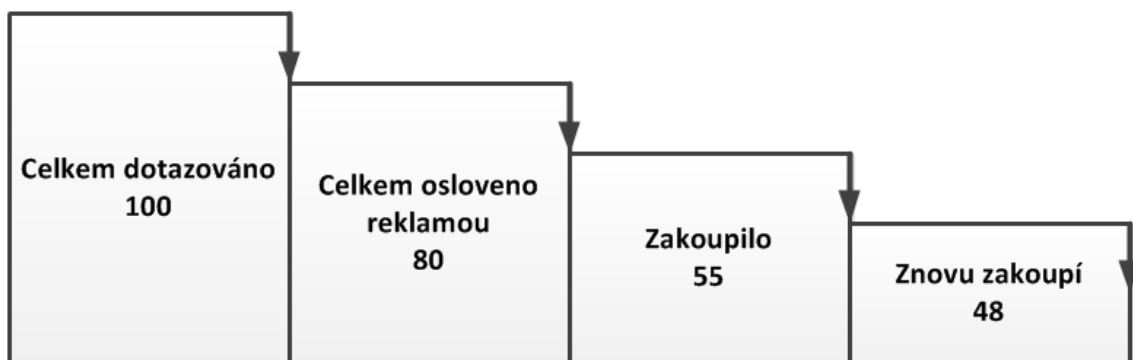 Celkem dotazováno
100
Celkem osloveno
reklamou
80
Zakoupilo
55
Znovu zakoupí
48